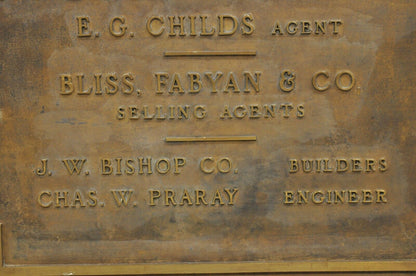 E. G. CHILDS AGENT
BLISS, FABYAN & CO.
SELLING AGENTS
J. W. BISHOP CO. BUILDERS
CHAS. W. PRARAY ENGINEER